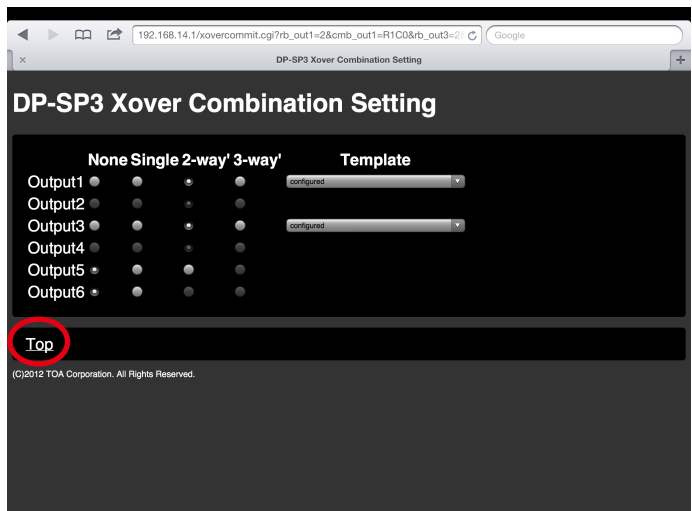 192.168.14.1/xovercommit.cgi?rb_out1=2&cmb_out1=R1C0&rb_out3=2&
Google
DP-SP3 Xover Combination Setting
DP-SP3 Xover Combination Setting
None Single 2-way' 3-way' Template
Output1 configured
Output2
Output3 configured
Output4
Output5
Output6
Top
(C)2012 TOA Corporation. All Rights Reserved.